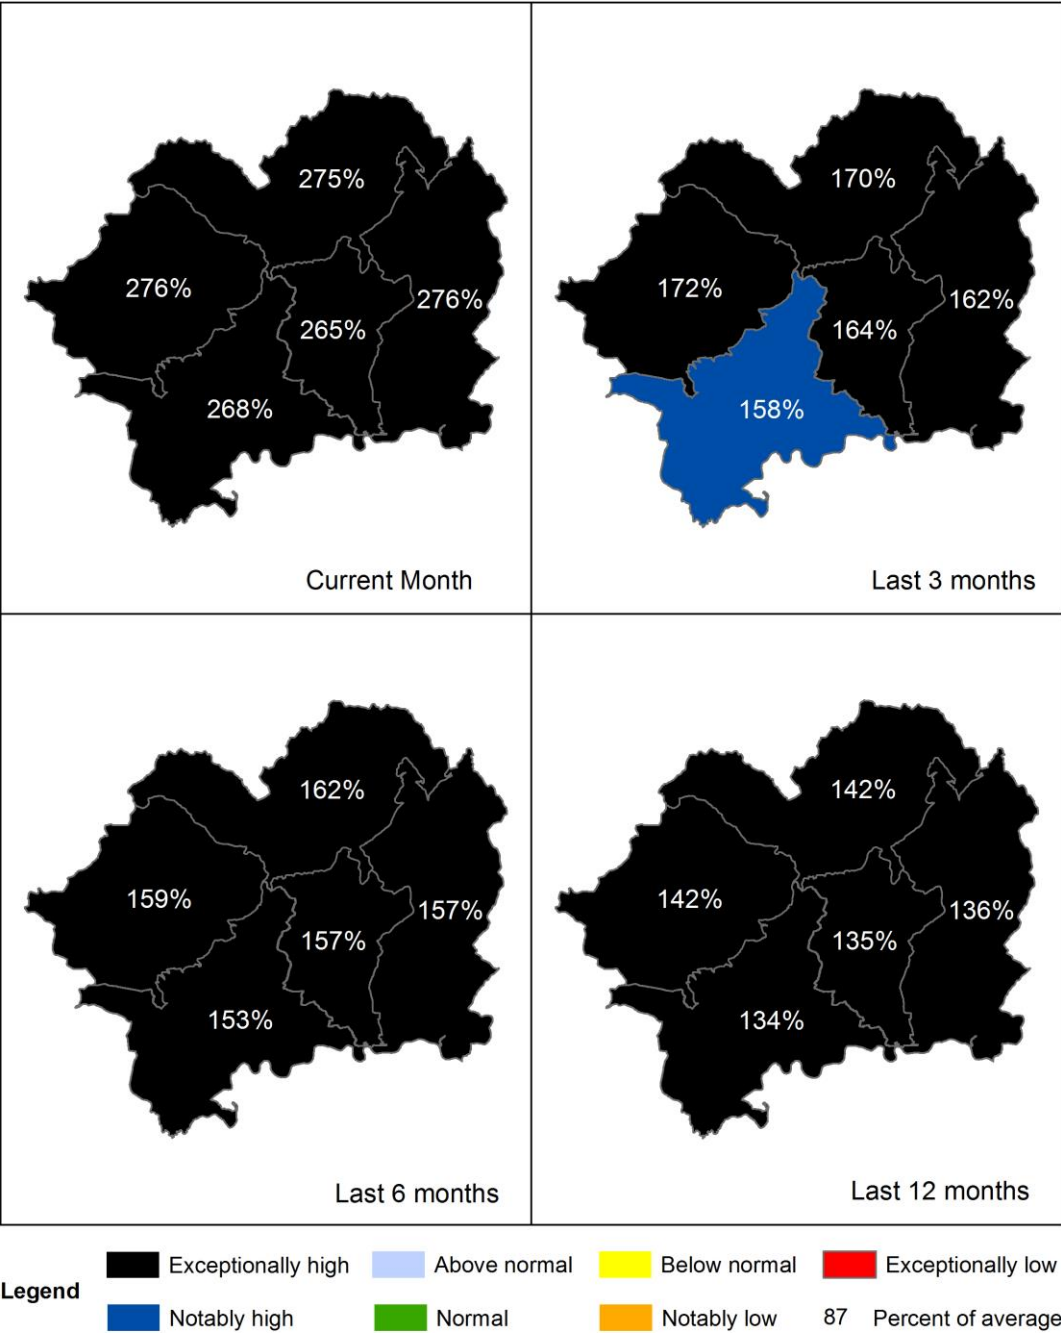 275%
276%
276%
265%
268%
Current Month
170%
172%
162%
164%
158%
Last 3 months
162%
159%
157%
157%
153%
Last 6 months
142%
142%
136%
135%
134%
Last 12 months
Legend
Exceptionally high
Above normal
Below normal
Exceptionally low
Notably high
Normal
Notably low
87 Percent of average